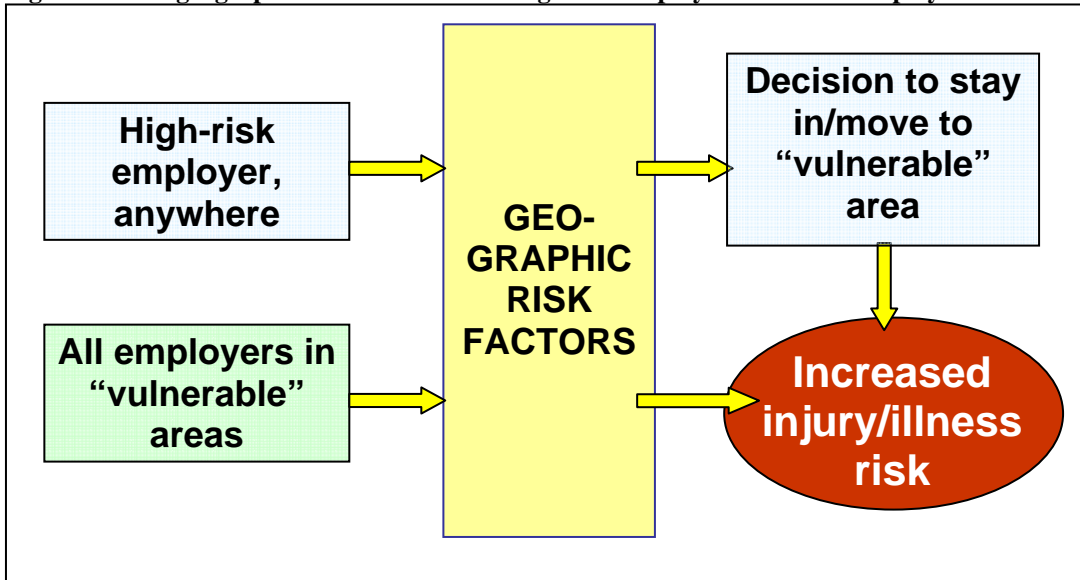 High-risk
employer,
anywhere
All employers in
“vulnerable”
areas
GEO-
GRAPHIC
RISK
FACTORS
Decision to stay
in/move to
“vulnerable”
area
Increased
injury/illness
risk